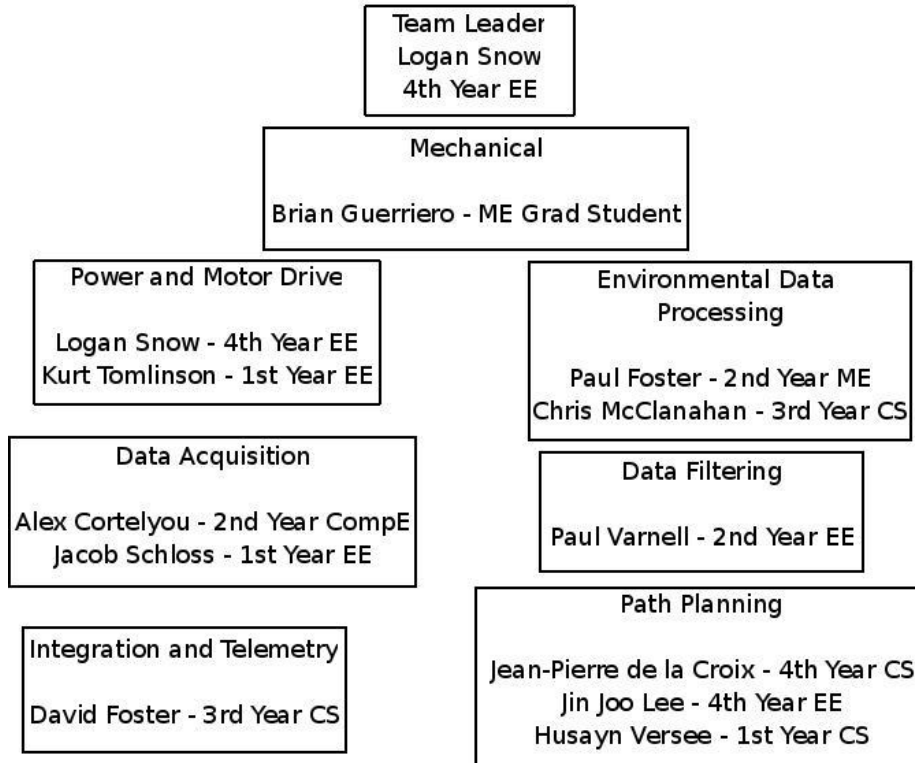 Team Leader
Logan Snow
4th Year EE
Mechanical
Brian Guerriero - ME Grad Student
Power and Motor Drive
Logan Snow - 4th Year EE
Kurt Tomlinson - 1st Year EE
Environmental Data
Processing
Paul Foster - 2nd Year ME
Chris McClanahan - 3rd Year CS
Data Acquisition
Alex Cortelyou - 2nd Year CompE
Jacob Schloss - 1st Year EE
Data Filtering
Paul Varnell - 2nd Year EE
Integration and Telemetry
David Foster - 3rd Year CS
Path Planning
Jean-Pierre de la Croix - 4th Year CS
Jin Joo Lee - 4th Year EE
Husayn Versee - 1st Year CS